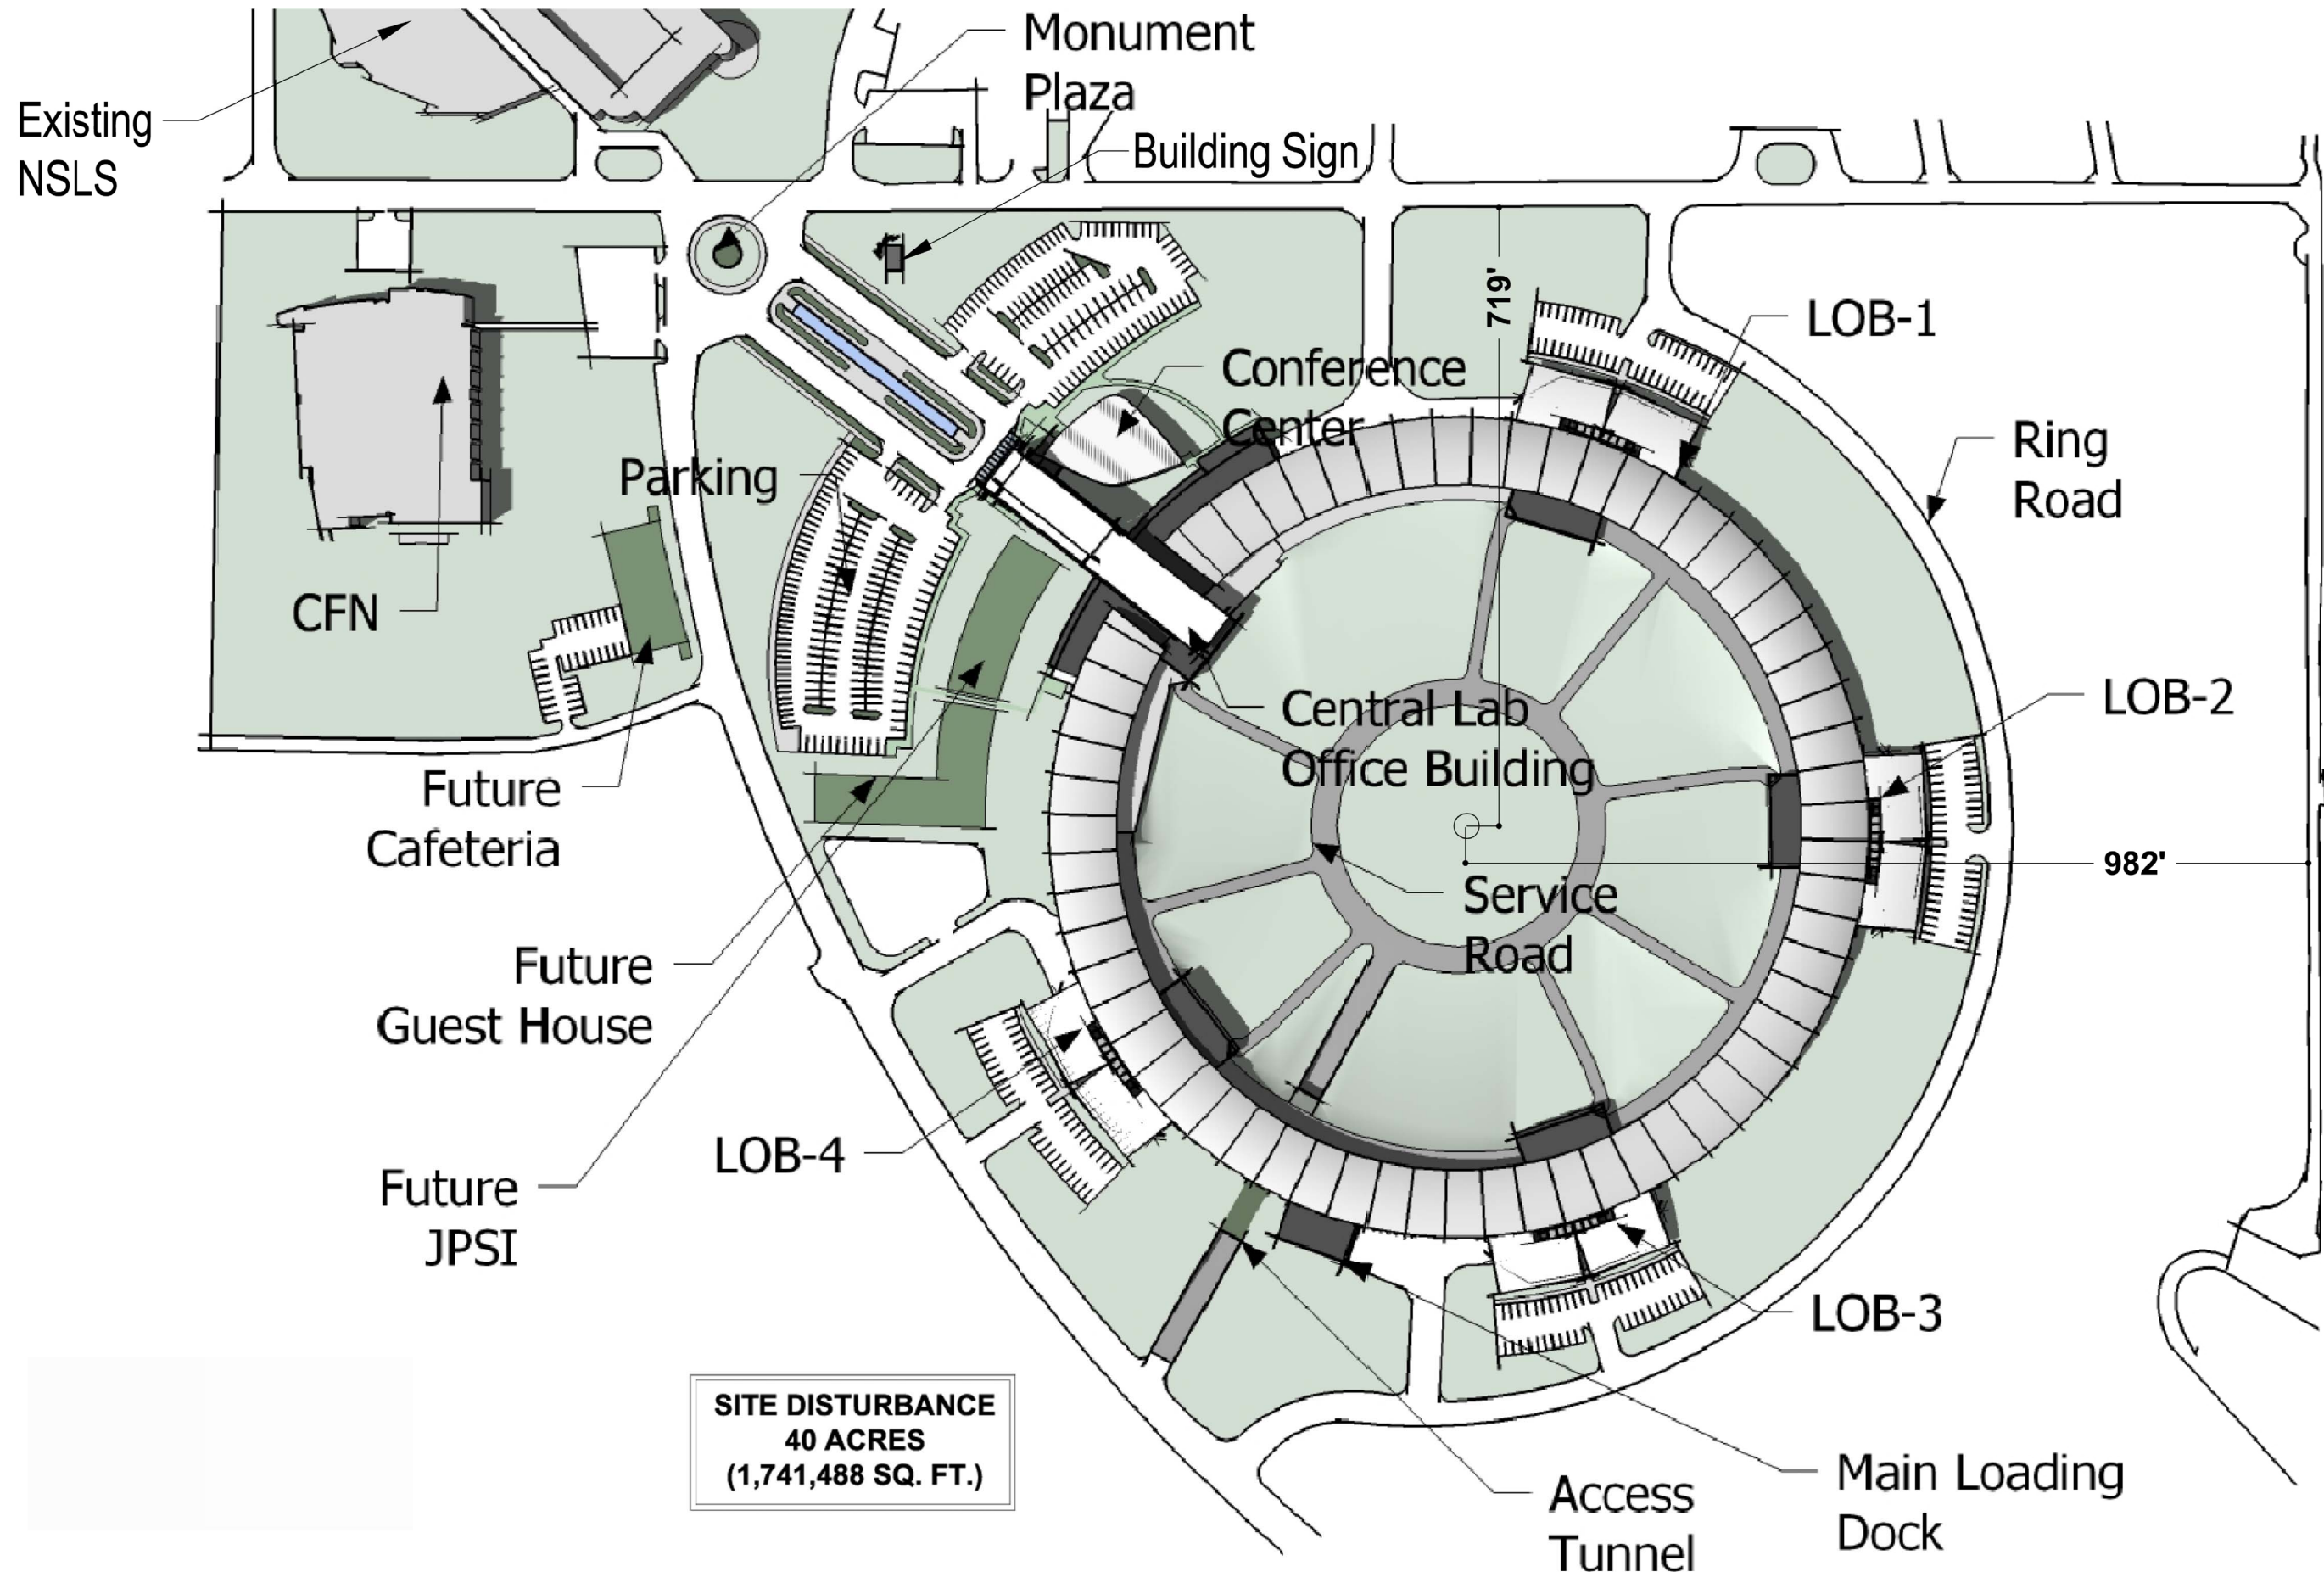 Monument
Plaza
Existing
NSLS
Building Sign
719'
LOB-1
Conference
Center
Ring
Road
Parking
CFN
LOB-2
Central Lab
Office Building
Future
Cafeteria
982'
Service
Road
Future
Guest House
LOB-4
Future
JPSI
LOB-3
SITE DISTURBANCE
40 ACRES
(1,741,488 SQ. FT.)
Main Loading
Dock
Access
Tunnel